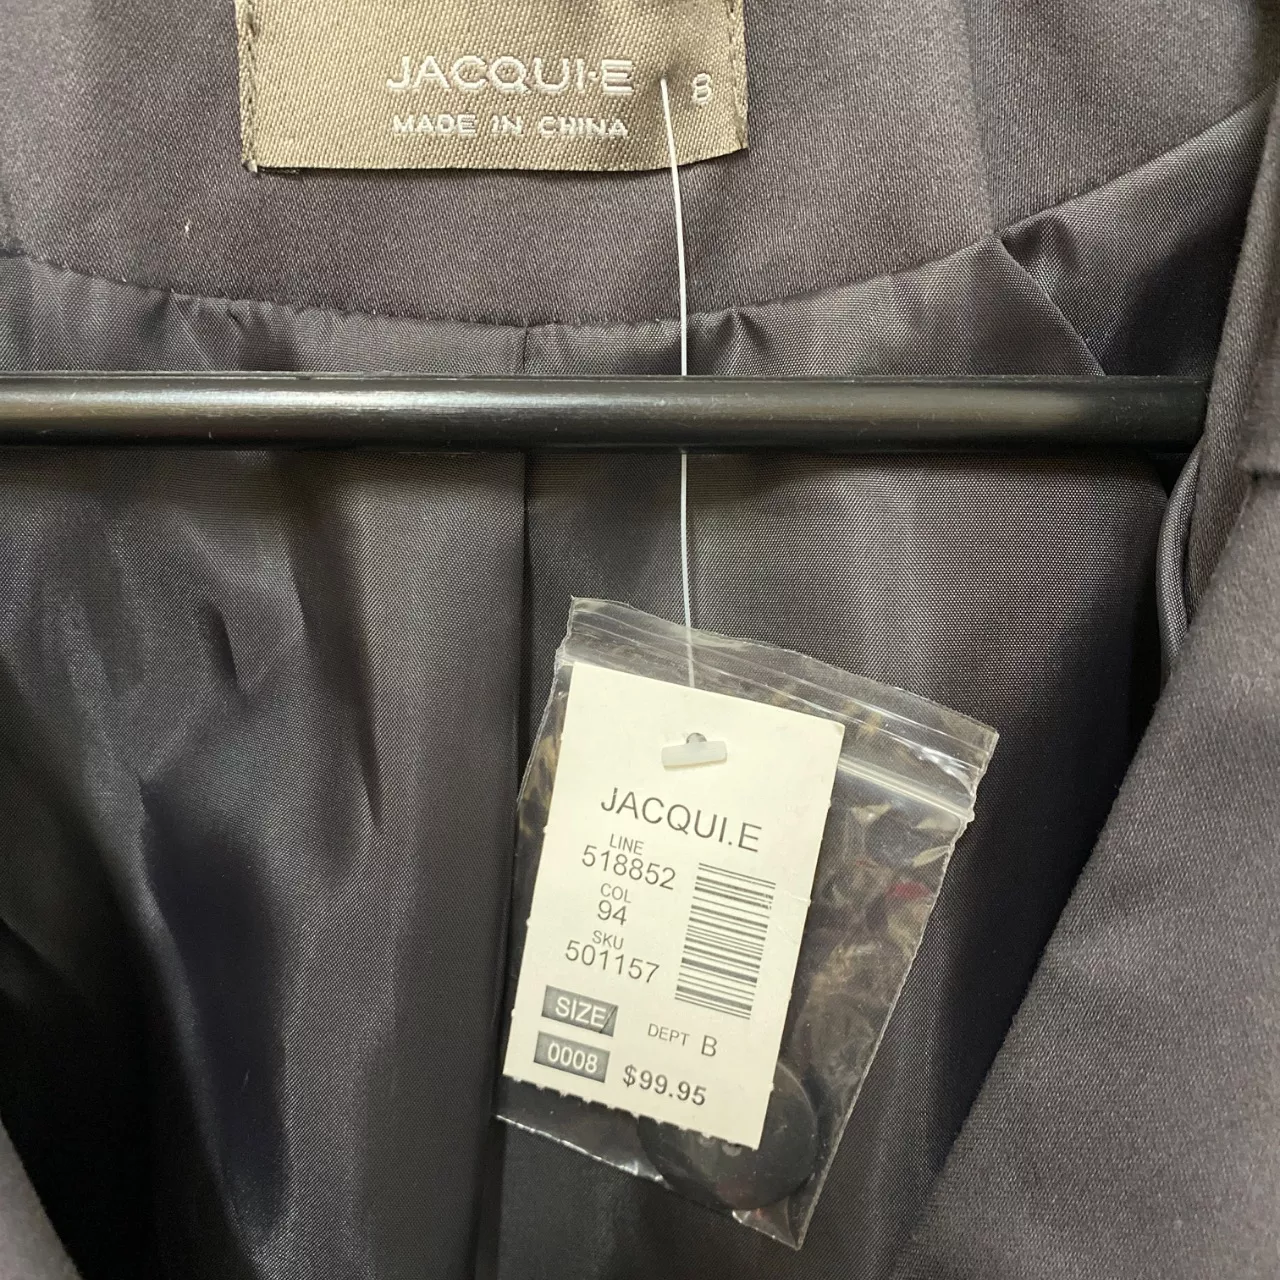 JACQUI·E 8
MADE IN CHINA
JACQUI.E
LINE
518852
COL
94
SKU
501157
SIZE
DEPT B
0008
$99.95